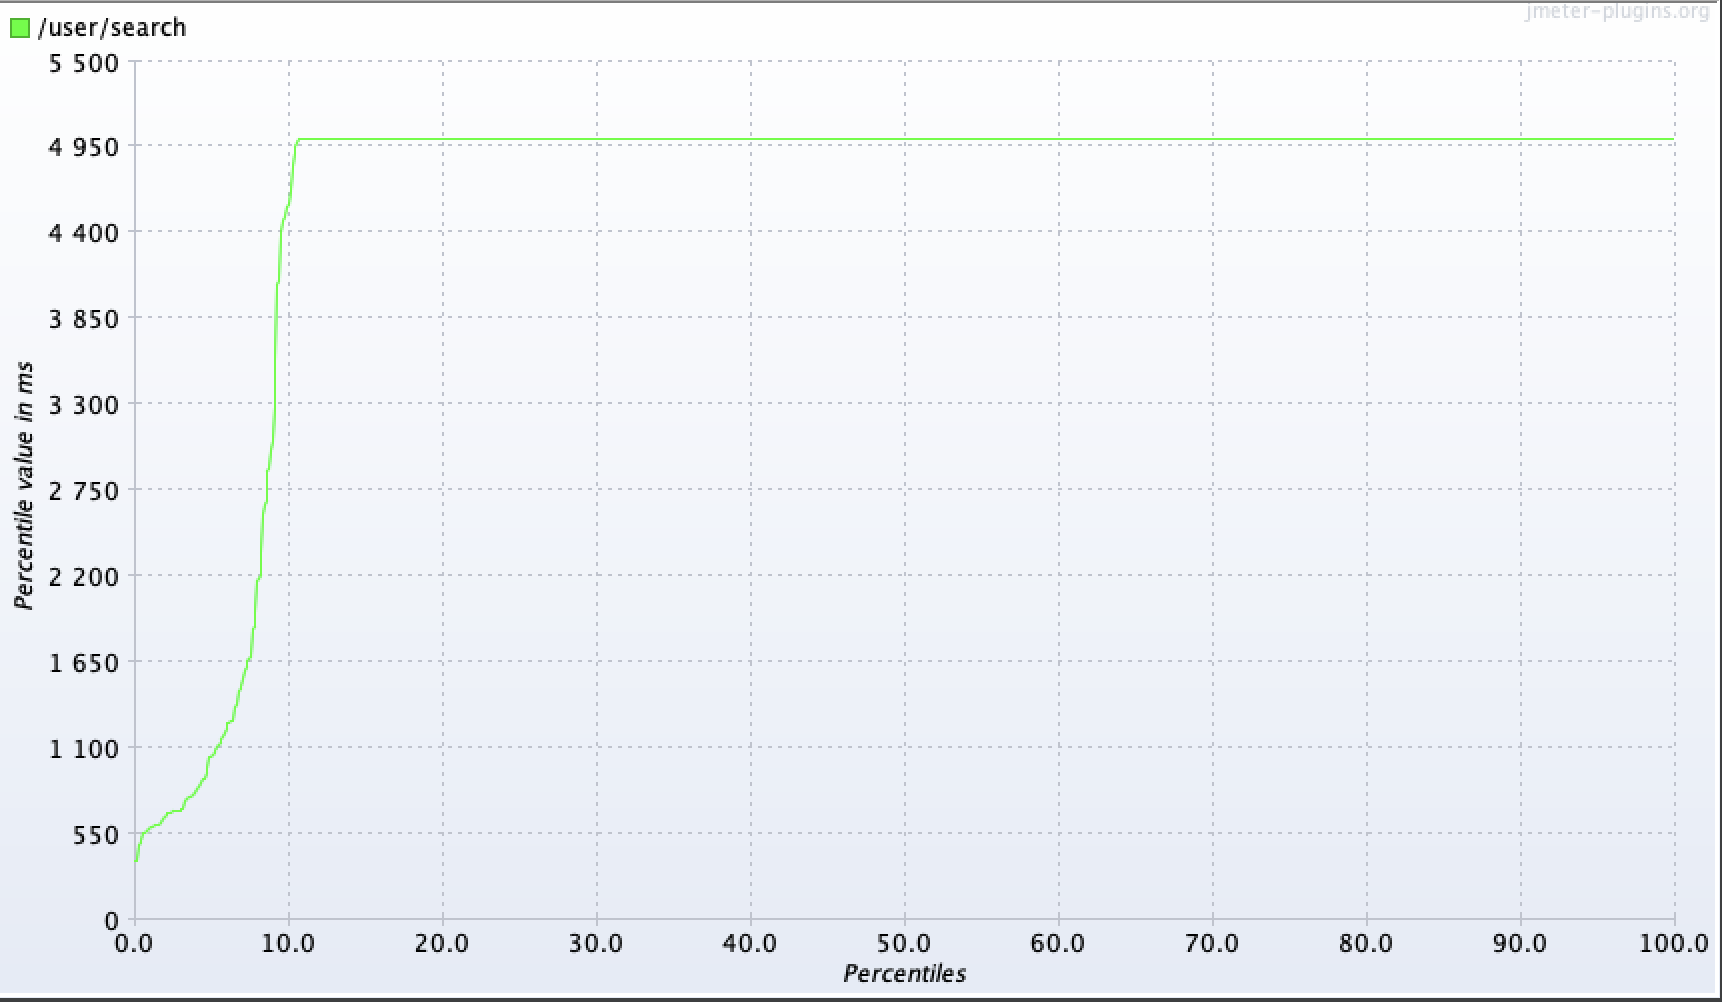 jmeter-plugins.org
/user/search
5 500
4 950
4 400
3 850
3 300
2 750
2 200
1 650
1 100
550
0
Percentile value in ms
0.0 10.0 20.0 30.0 40.0 50.0 60.0 70.0 80.0 90.0 100.0
Percentiles